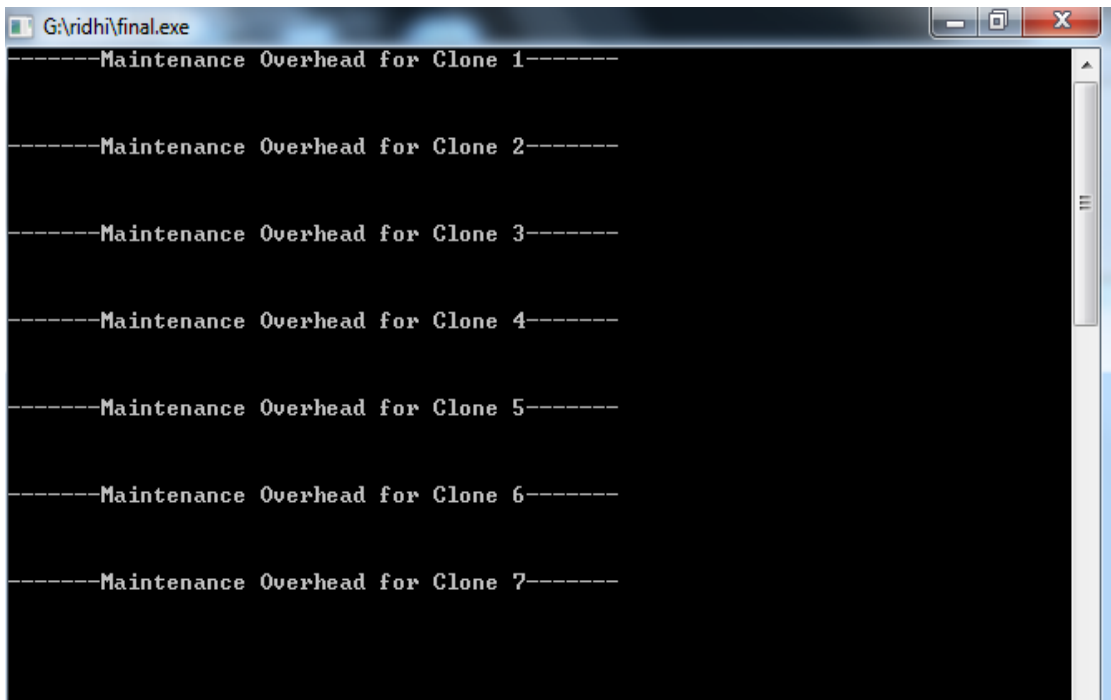 G:\ridhi\final.exe
-------Maintenance Overhead for Clone 1-------
-------Maintenance Overhead for Clone 2-------
-------Maintenance Overhead for Clone 3-------
-------Maintenance Overhead for Clone 4-------
-------Maintenance Overhead for Clone 5-------
-------Maintenance Overhead for Clone 6-------
-------Maintenance Overhead for Clone 7-------